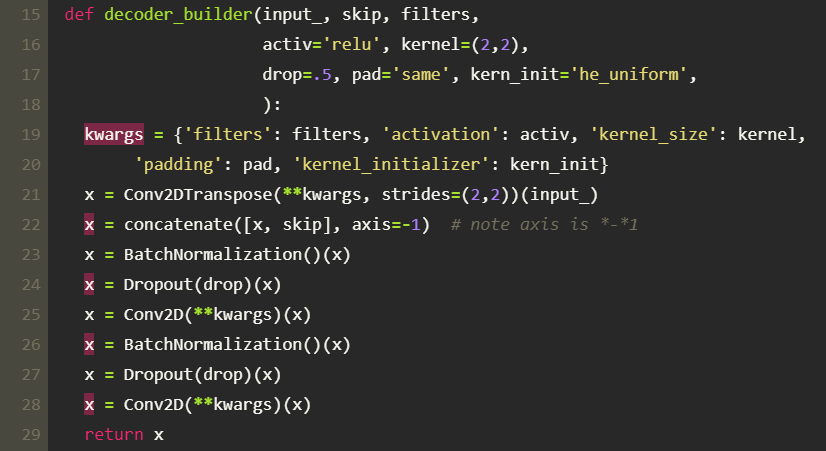 15 def decoder_builder(input_, skip, filters,
16 activ='relu', kernel=(2,2),
17 drop=.5, pad='same', kern_init='he_uniform',
18 ):
19 kwargs = {'filters': filters, 'activation': activ, 'kernel_size': kernel,
20 'padding': pad, 'kernel_initializer': kern_init}
21 x = Conv2DTranspose(**kwargs, strides=(2,2))(input_)
22 x = concatenate([x, skip], axis=-1)  # note axis is *-*1
23 x = BatchNormalization()(x)
24 x = Dropout(drop)(x)
25 x = Conv2D(**kwargs)(x)
26 x = BatchNormalization()(x)
27 x = Dropout(drop)(x)
28 x = Conv2D(**kwargs)(x)
29 return x